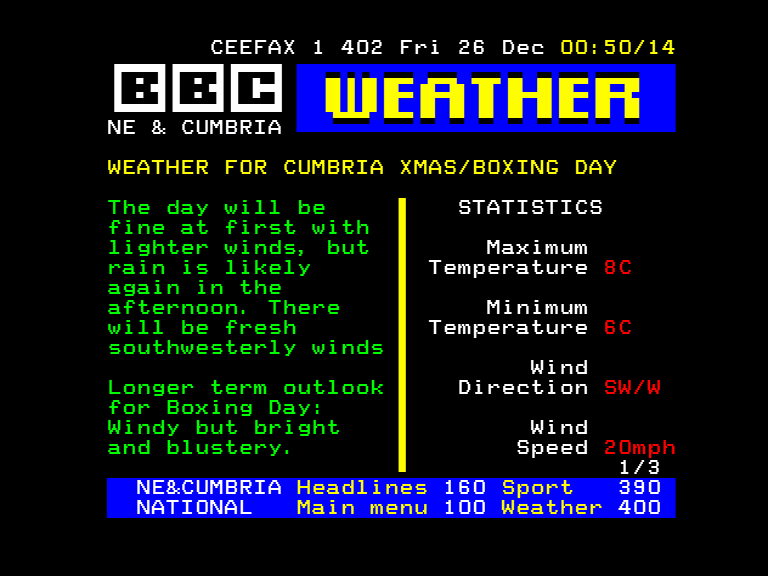 CEEFAX 1 402 Fri 26 Dec 00:50/14
BBC WEATHER
NE & CUMBRIA
WEATHER FOR CUMBRIA XMAS/BOXING DAY
The day will be
fine at first with
lighter winds, but
rain is likely
again in the
afternoon. There
will be fresh
southwesterly winds
Longer term outlook
for Boxing Day:
Windy but bright
and blustery.
STATISTICS
Maximum
Temperature 8C
Minimum
Temperature 6C
Wind
Direction SW/W
Wind
Speed 20mph
1/3
NE&CUMBRIA Headlines 160 Sport 390
NATIONAL Main menu 100 Weather 400